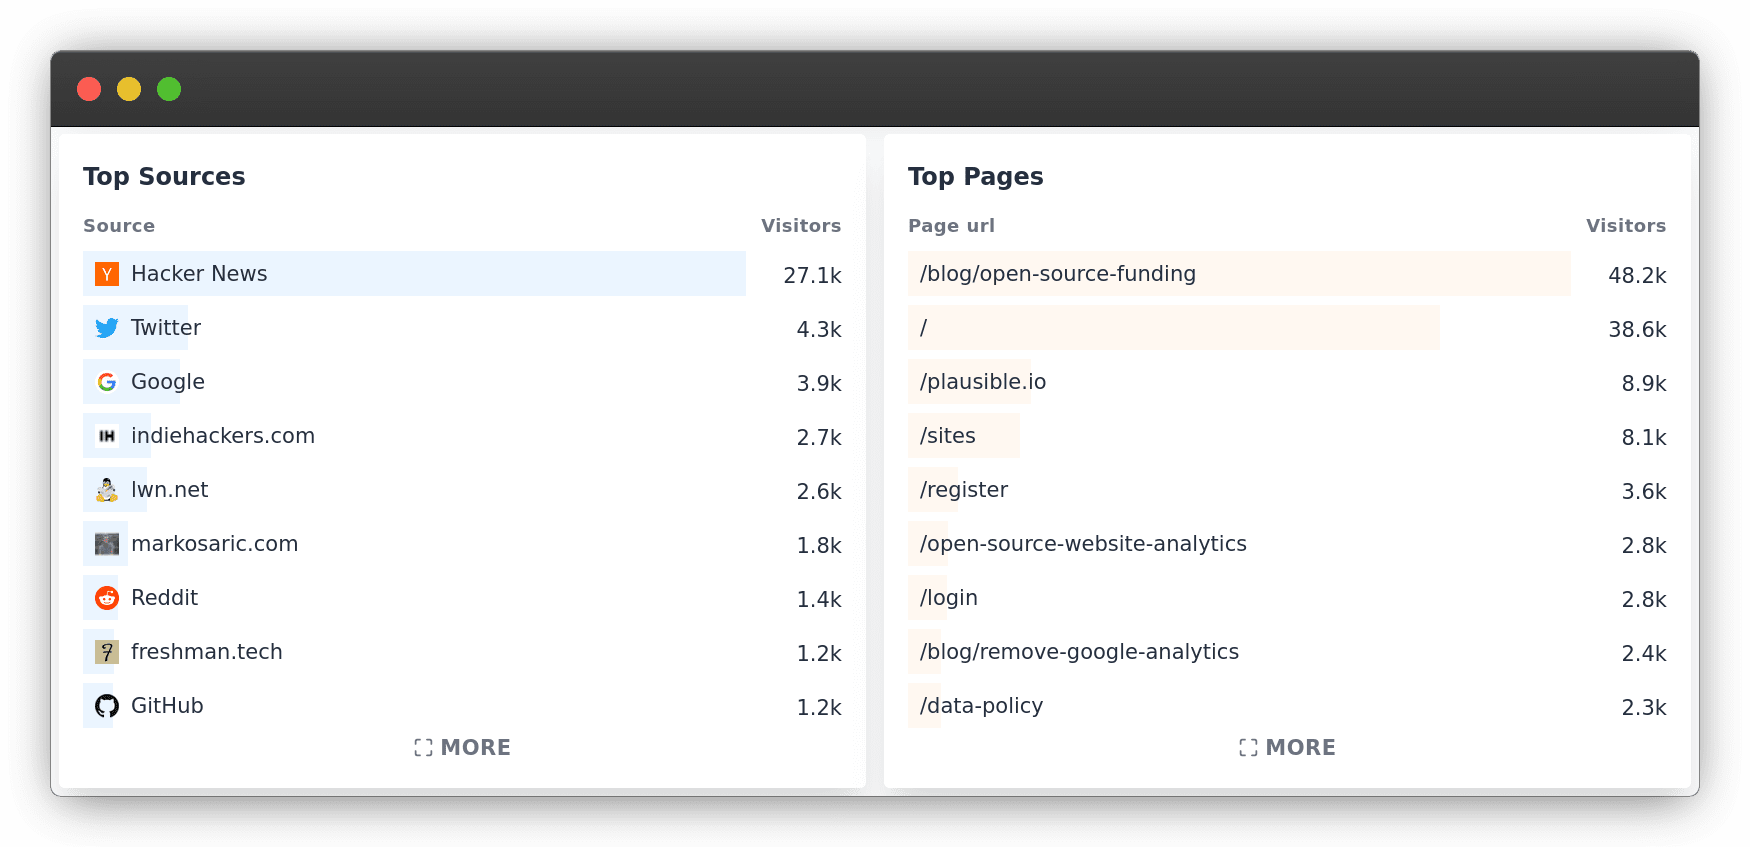 Top Sources
Source Visitors
Y Hacker News 27.1k
Twitter 4.3k
Google 3.9k
IH indiehackers.com 2.7k
lwn.net 2.6k
markosaric.com 1.8k
Reddit 1.4k
freshman.tech 1.2k
GitHub 1.2k
MORE
Top Pages
Page url Visitors
/blog/open-source-funding 48.2k
/ 38.6k
/plausible.io 8.9k
/sites 8.1k
/register 3.6k
/open-source-website-analytics 2.8k
/login 2.8k
/blog/remove-google-analytics 2.4k
/data-policy 2.3k
MORE